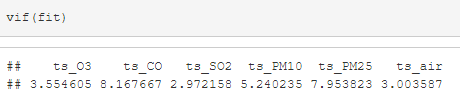 vif(fit)
## ts_O3 ts_CO ts_SO2 ts_PM10 ts_PM25 ts_air
## 3.554605 8.167667 2.972158 5.240235 7.953823 3.003587